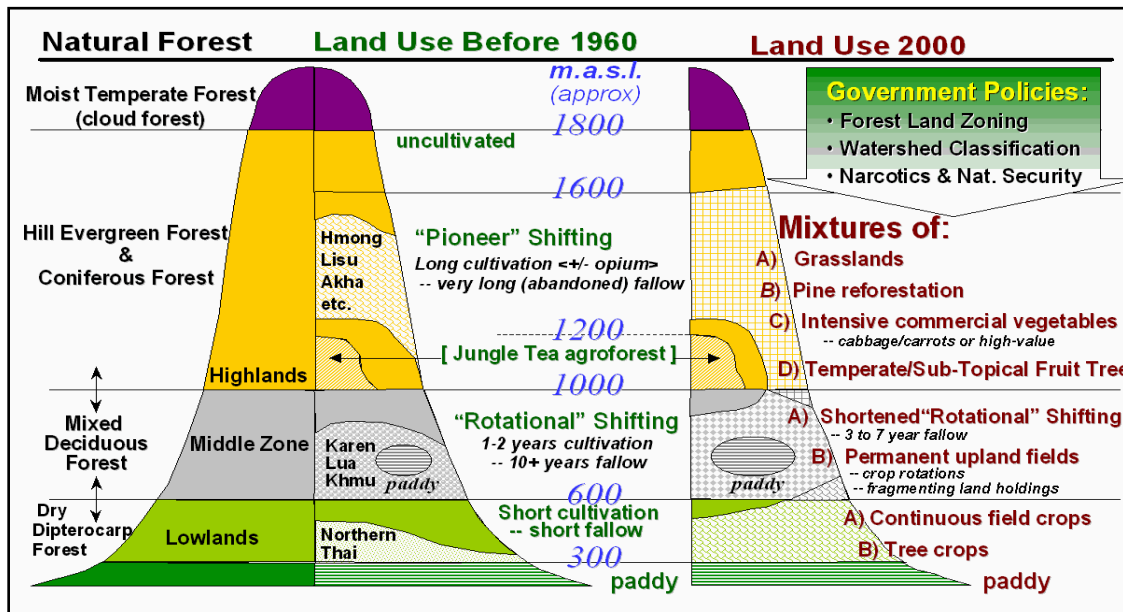 Natural Forest
Land Use Before 1960
Land Use 2000
m.a.s.l.
(approx)
Moist Temperate Forest
(cloud forest)
1800
uncultivated
Government Policies:
• Forest Land Zoning
• Watershed Classification
• Narcotics & Nat. Security
1600
Hill Evergreen Forest
&
Coniferous Forest
Hmong
Lisu
Akha
etc.
“Pioneer” Shifting
Long cultivation <+/- opium>
-- very long (abandoned) fallow
Mixtures of:
A) Grasslands
B) Pine reforestation
C) Intensive commercial vegetables
-- cabbage/carrots or high-value
D) Temperate/Sub-Topical Fruit Tree
1200
[ Jungle Tea agroforest ]
Highlands
1000
Mixed
Deciduous
Forest
Middle Zone
Karen
Lua
Khmu
paddy
“Rotational” Shifting
1-2 years cultivation
-- 10+ years fallow
paddy
A) Shortened“Rotational” Shifting
-- 3 to 7 year fallow
B) Permanent upland fields
-- crop rotations
-- fragmenting land holdings
600
Dry
Dipterocarp
Forest
Lowlands
Northern
Thai
Short cultivation
-- short fallow
A) Continuous field crops
B) Tree crops
300
paddy
paddy